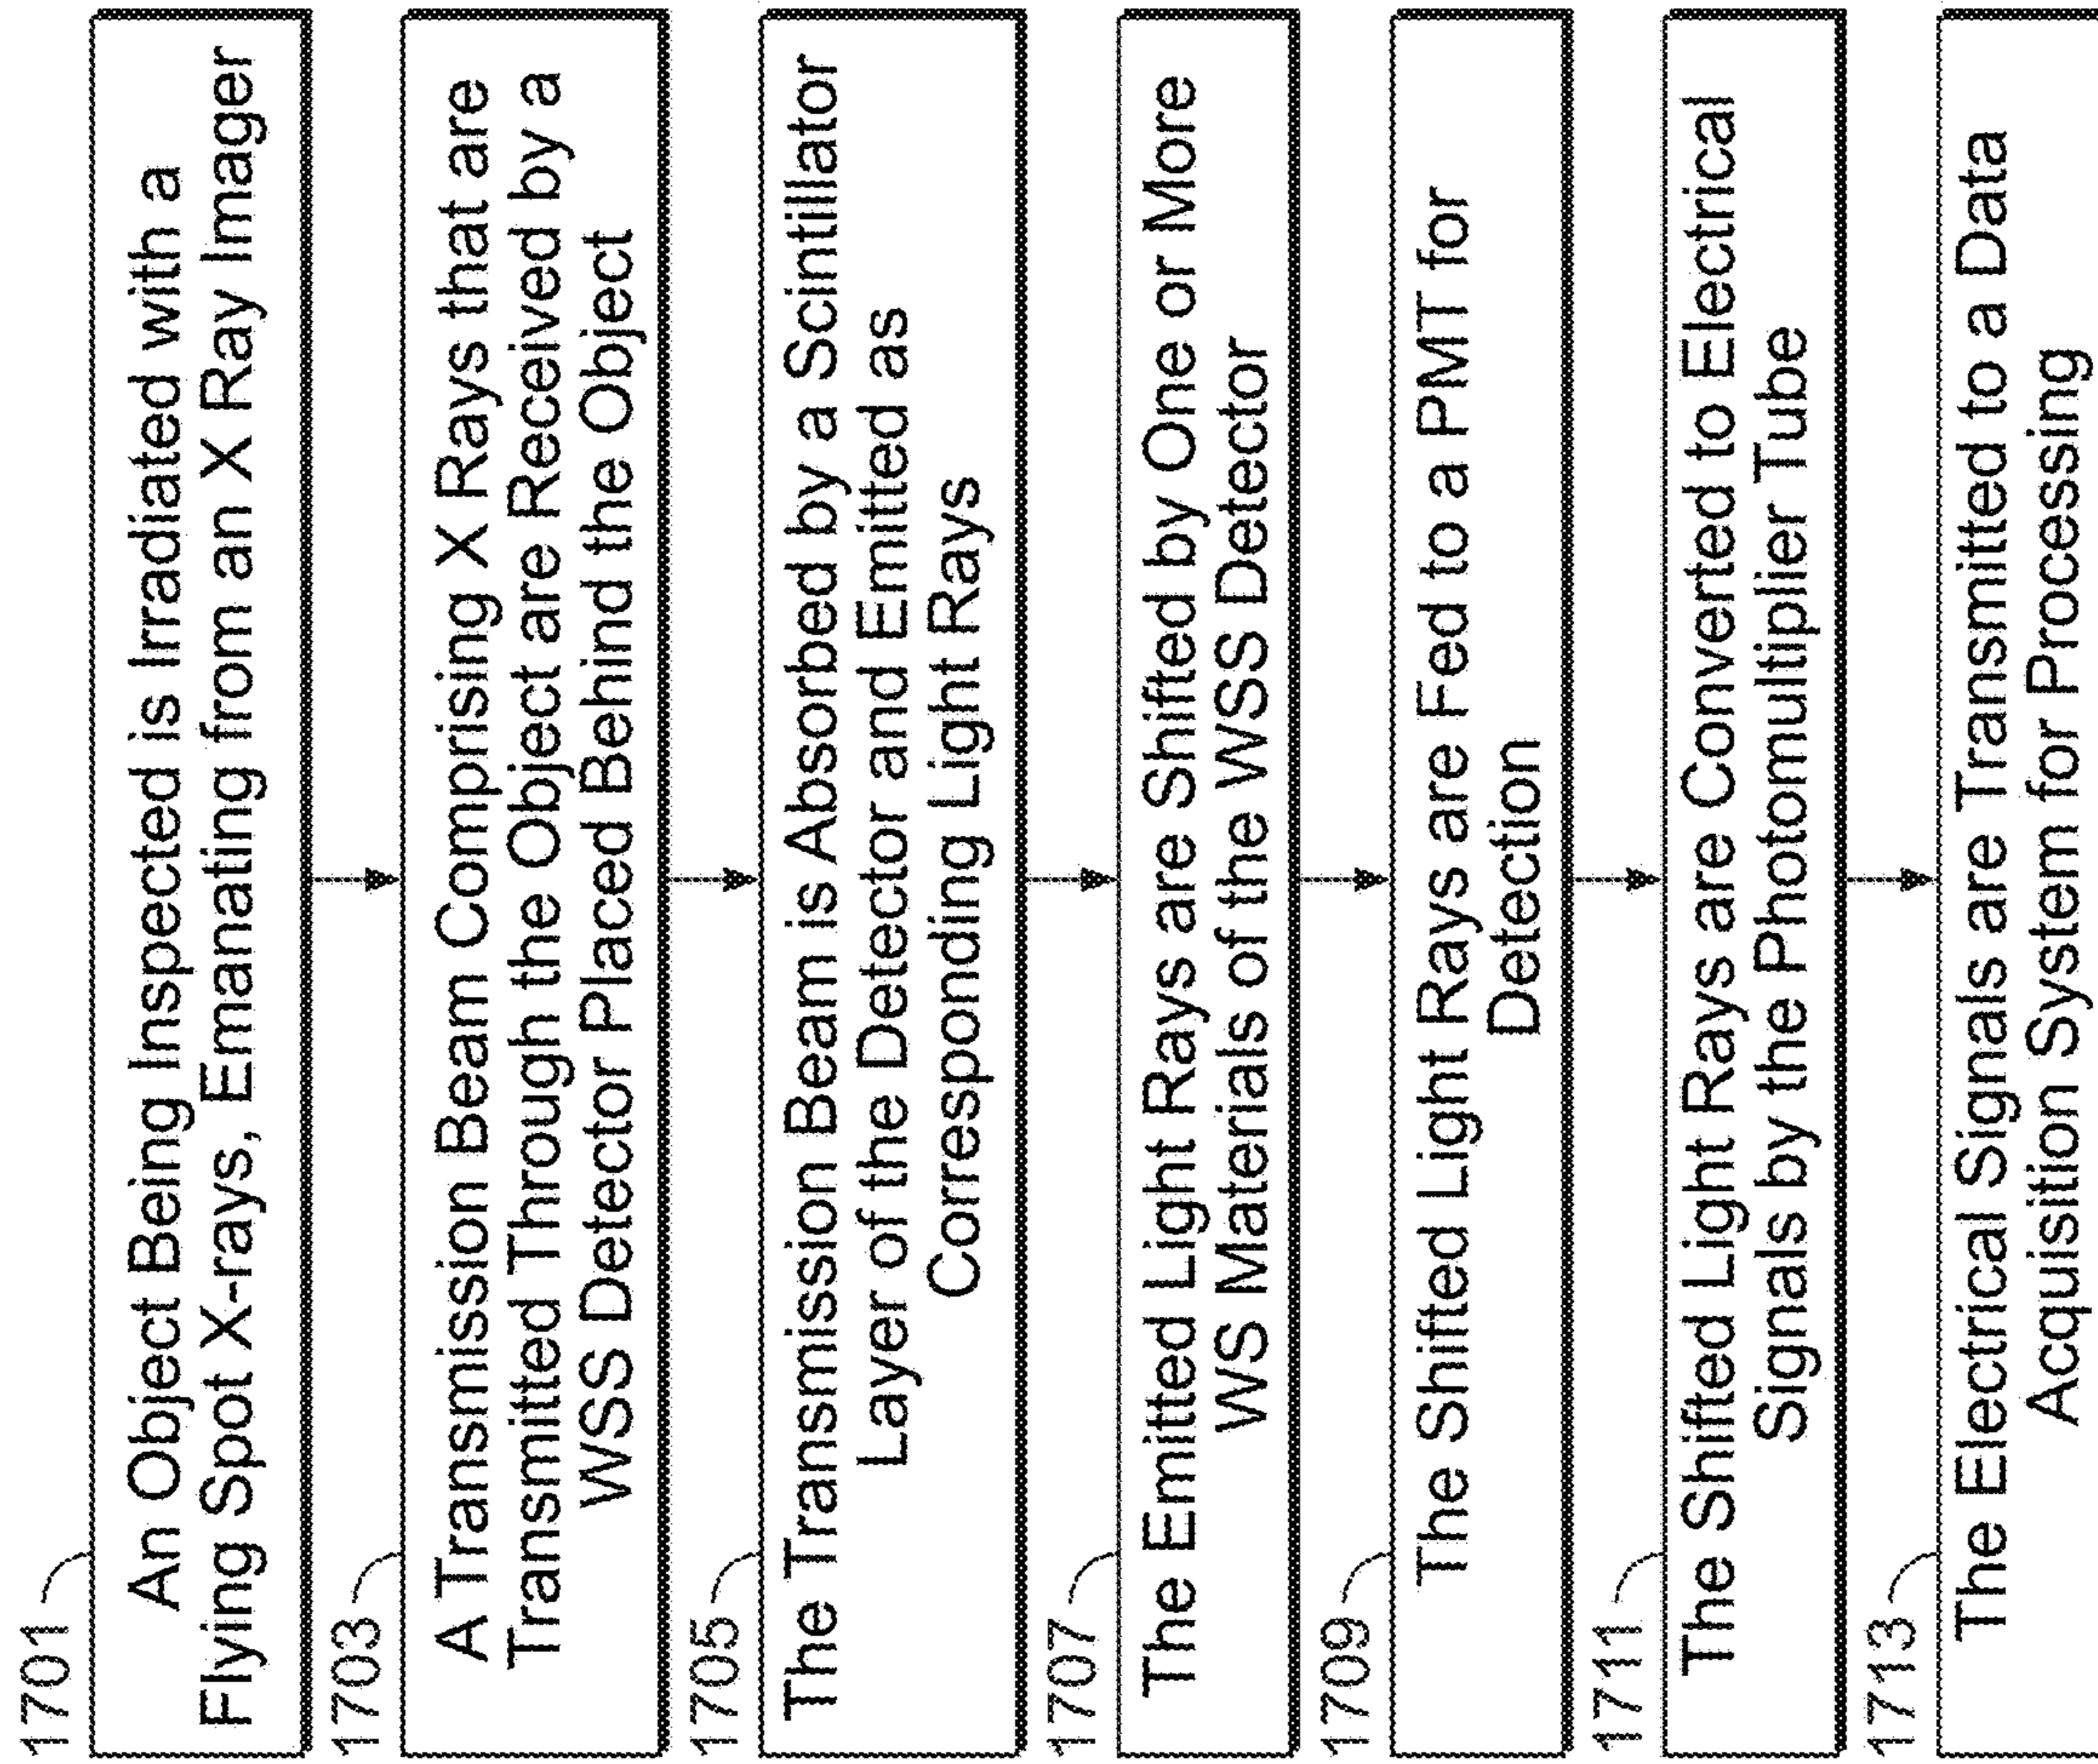 1701
An Object Being Inspected is Irradiated with a
Flying Spot X-rays, Emanating from an X Ray Imager
1703
A Transmission Beam Comprising X Rays that are
Transmitted Through the Object are Received by a
WSS Detector Placed Behind the Object
1705
The Transmission Beam is Absorbed by a Scintillator
Layer of the Detector and Emitted as
Corresponding Light Rays
1707
The Emitted Light Rays are Shifted by One or More
WS Materials of the WSS Detector
1709
The Shifted Light Rays are Fed to a PMT for
Detection
1711
The Shifted Light Rays are Converted to Electrical
Signals by the Photomultiplier Tube
1713
The Electrical Signals are Transmitted to a Data
Acquisition System for Processing